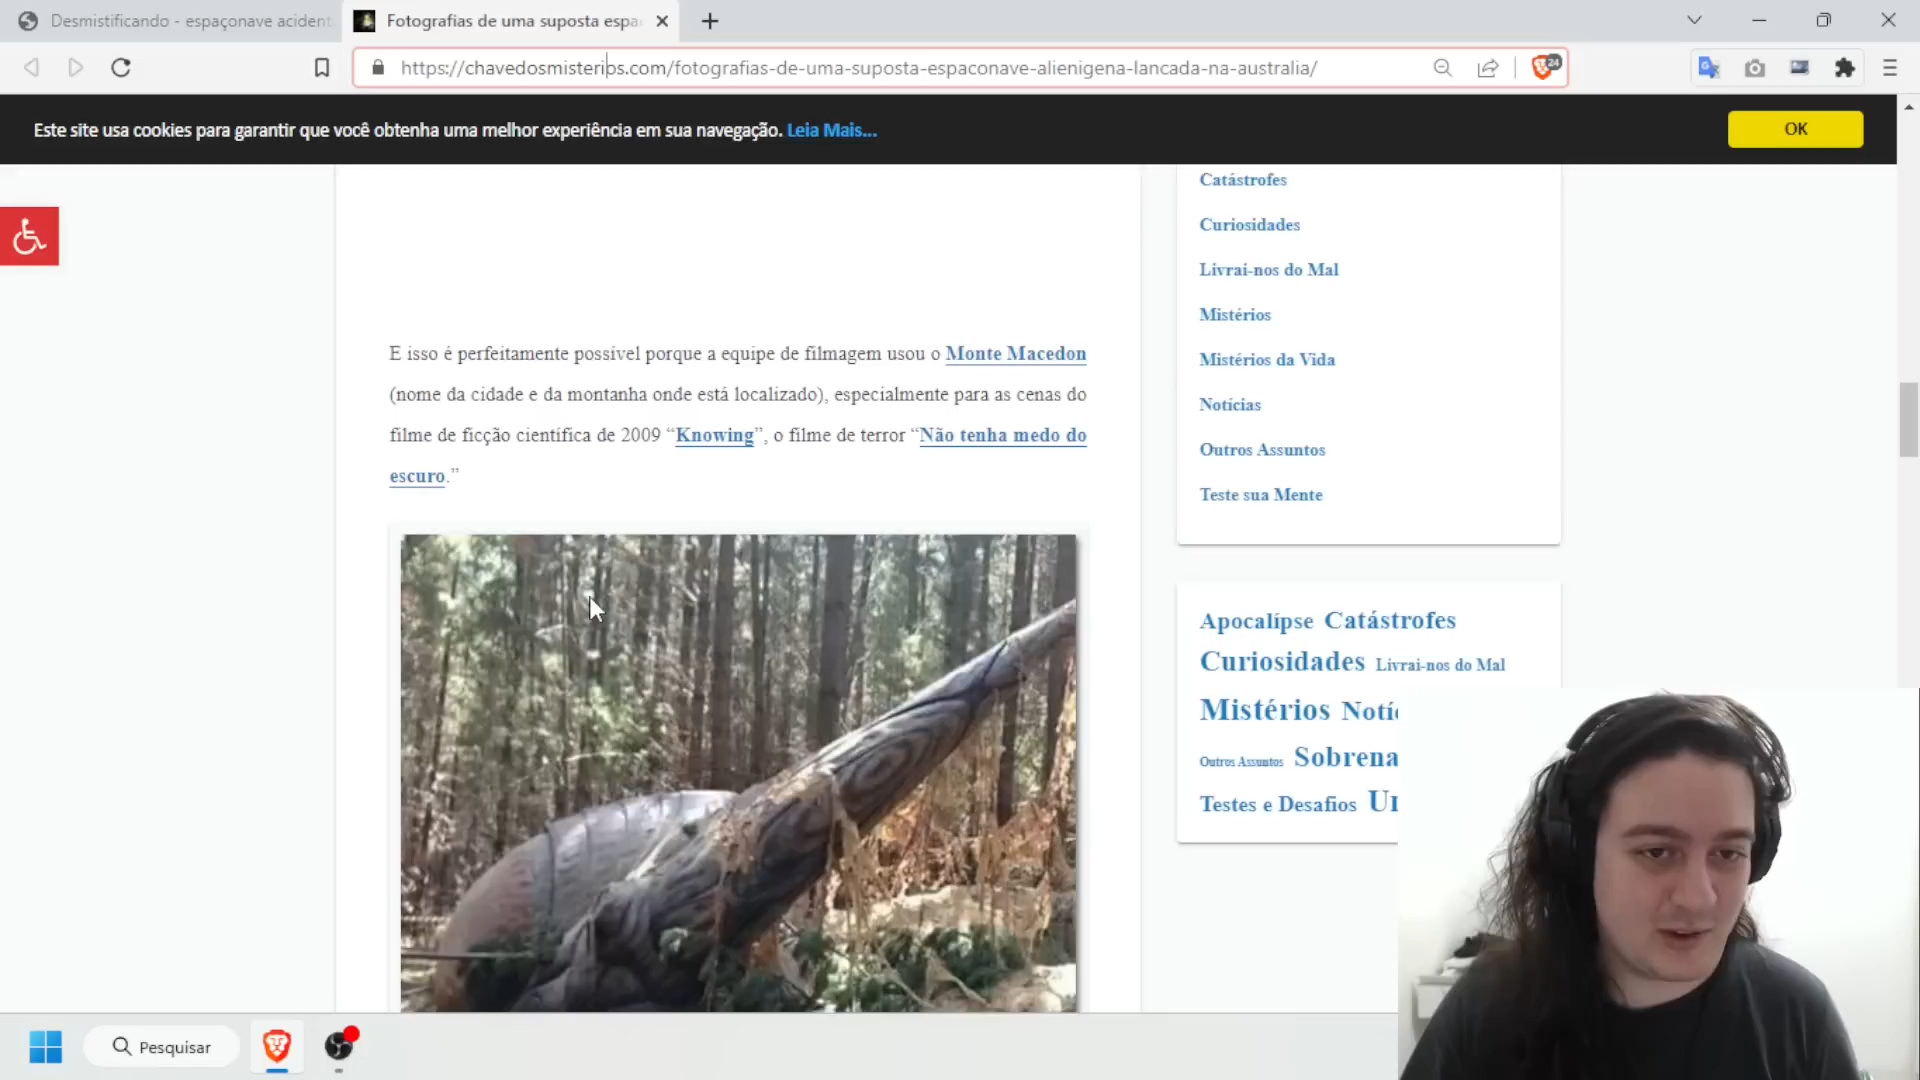 Desmistificando - espaçonave acident
Fotografias de uma suposta espa
https://chavedosmisterios.com/fotografias-de-uma-suposta-espaconave-alienigena-lancada-na-australia/
24
Este site usa cookies para garantir que você obtenha uma melhor experiência em sua navegação. Leia Mais...
OK
Catástrofes
Curiosidades
Livrai-nos do Mal
Mistérios
Mistérios da Vida
Notícias
Outros Assuntos
Teste sua Mente
E isso é perfeitamente possível porque a equipe de filmagem usou o Monte Macedon
(nome da cidade e da montanha onde está localizado), especialmente para as cenas do
filme de ficção científica de 2009 “Knowing”, o filme de terror “Não tenha medo do
escuro.”
Apocalípse Catástrofes
Curiosidades Livrai-nos do Mal
Mistérios Notíc
Outros Assuntos Sobrena
Testes e Desafios
Pesquisar